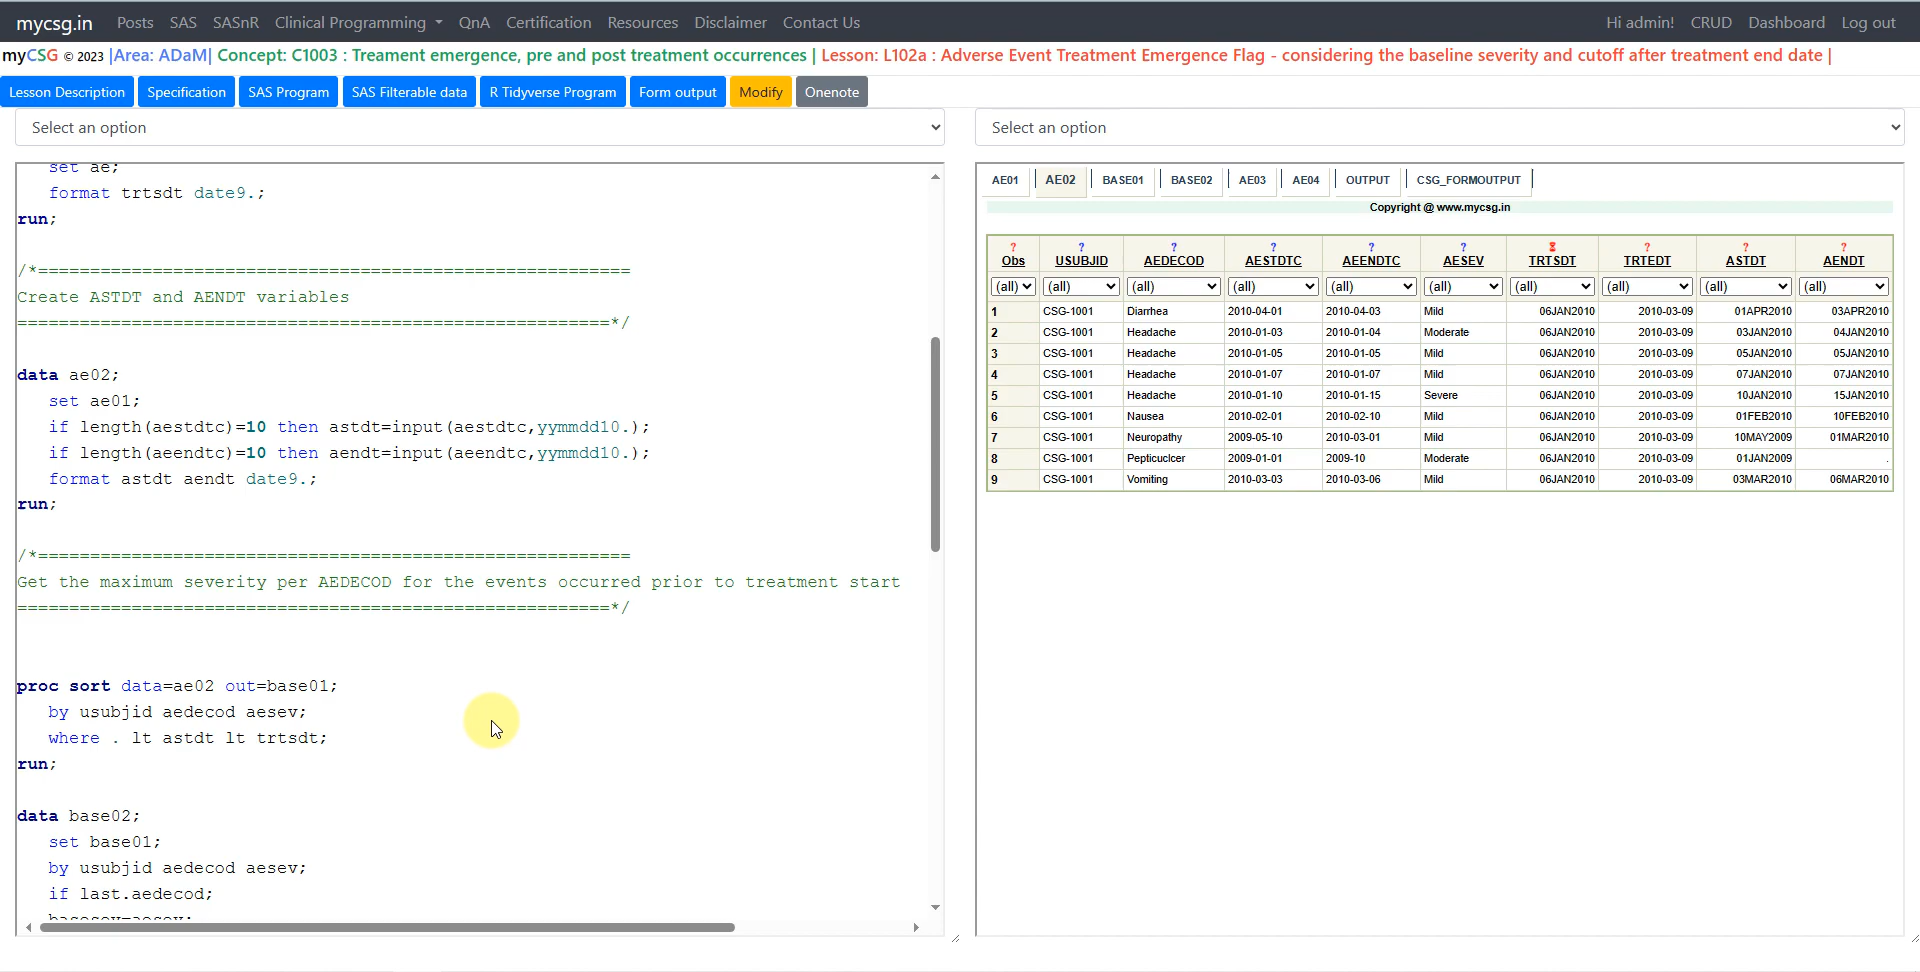 mycsg.in Posts SAS SASnR Clinical Programming QnA Certification Resources Disclaimer Contact Us Hi admin! CRUD Dashboard Log out
myCSG © 2023 |Area: ADaM| Concept: C1003 : Treament emergence, pre and post treatment occurrences | Lesson: L102a : Adverse Event Treatment Emergence Flag - considering the baseline severity and cutoff after treatment end date |
Lesson Description Specification SAS Program SAS Filterable data R Tidyverse Program Form output Modify Onenote
Select an option
set ae;
format trtsdt date9.;
run;
/*=========================================================
Create ASTDT and AENDT variables
=========================================================*/
data ae02;
set ae01;
if length(aestdtc)=10 then astdt=input(aestdtc,yymmdd10.);
if length(aeendtc)=10 then aendt=input(aeendtc,yymmdd10.);
format astdt aendt date9.;
run;
/*=========================================================
Get the maximum severity per AEDECOD for the events occurred prior to treatment start
=========================================================*/
proc sort data=ae02 out=base01;
by usubjid aedecod aesev;
where . lt astdt lt trtsdt;
run;
data base02;
set base01;
by usubjid aedecod aesev;
if last.aedecod;
basesev=aesev;
Select an option
AE01 AE02 BASE01 BASE02 AE03 AE04 OUTPUT CSG_FORMOUTPUT
Copyright @ www.mycsg.in
? ? ? ? ? ? ? ? ? ?
Obs USUBJID AEDECOD AESTDTC AEENDTC AESEV TRTSDT TRTEDT ASTDT AENDT
(all) (all) (all) (all) (all) (all) (all) (all) (all) (all)
1 CSG-1001 Diarrhea 2010-04-01 2010-04-03 Mild 06JAN2010 2010-03-09 01APR2010 03APR2010
2 CSG-1001 Headache 2010-01-03 2010-01-04 Moderate 06JAN2010 2010-03-09 03JAN2010 04JAN2010
3 CSG-1001 Headache 2010-01-05 2010-01-05 Mild 06JAN2010 2010-03-09 05JAN2010 05JAN2010
4 CSG-1001 Headache 2010-01-07 2010-01-07 Mild 06JAN2010 2010-03-09 07JAN2010 07JAN2010
5 CSG-1001 Headache 2010-01-10 2010-01-15 Severe 06JAN2010 2010-03-09 10JAN2010 15JAN2010
6 CSG-1001 Nausea 2010-02-01 2010-02-10 Mild 06JAN2010 2010-03-09 01FEB2010 10FEB2010
7 CSG-1001 Neuropathy 2009-05-10 2010-03-01 Mild 06JAN2010 2010-03-09 10MAY2009 01MAR2010
8 CSG-1001 Pepticuclcer 2009-01-01 2009-10 Moderate 06JAN2010 2010-03-09 01JAN2009 .
9 CSG-1001 Vomiting 2010-03-03 2010-03-06 Mild 06JAN2010 2010-03-09 03MAR2010 06MAR2010